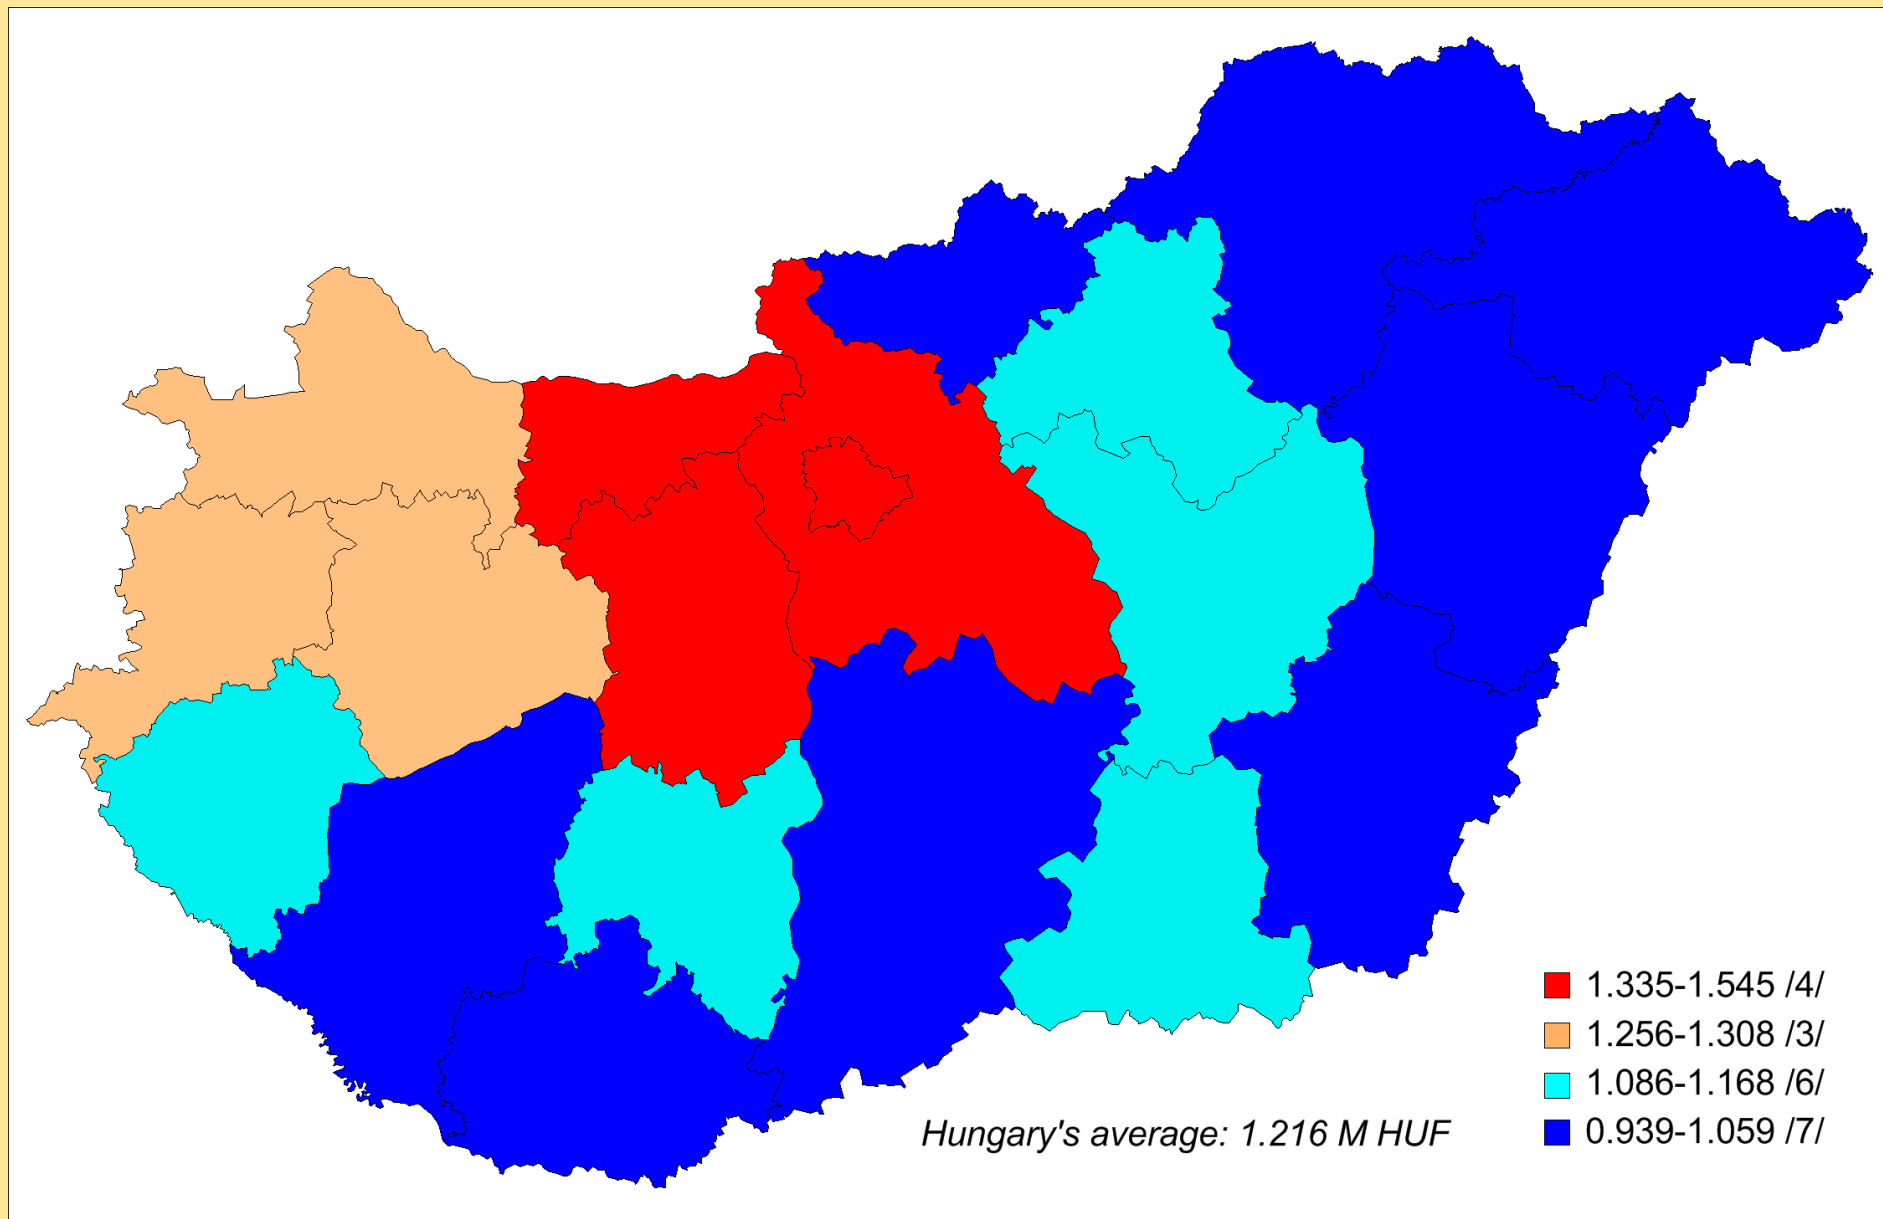 1.335-1.545 /4/
1.256-1.308 /3/
1.086-1.168 /6/
Hungary's average: 1.216 M HUF
0.939-1.059 /7/